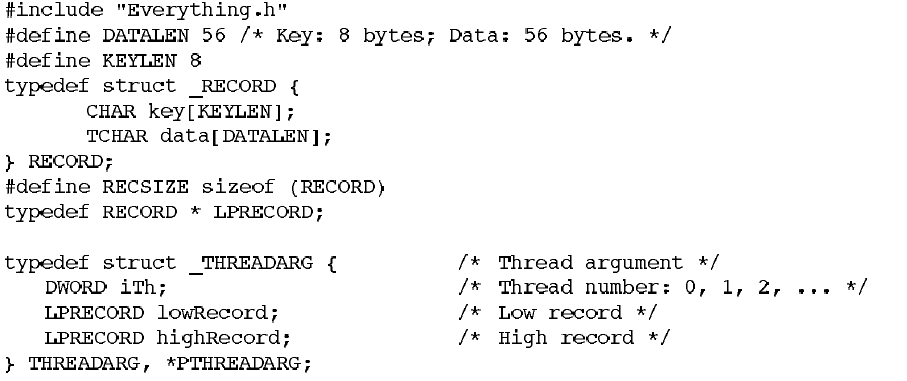 #include "Everything.h"
#define DATALEN 56 /* Key: 8 bytes; Data: 56 bytes. */
#define KEYLEN 8
typedef struct _RECORD {
CHAR key[KEYLEN];
TCHAR data[DATALEN];
} RECORD;
#define RECSIZE sizeof (RECORD)
typedef RECORD * LPRECORD;
typedef struct _THREADARG { /* Thread argument */
DWORD iTh; /* Thread number: 0, 1, 2, ... */
LPRECORD lowRecord; /* Low record */
LPRECORD highRecord; /* High record */
} THREADARG, *PTHREADARG;